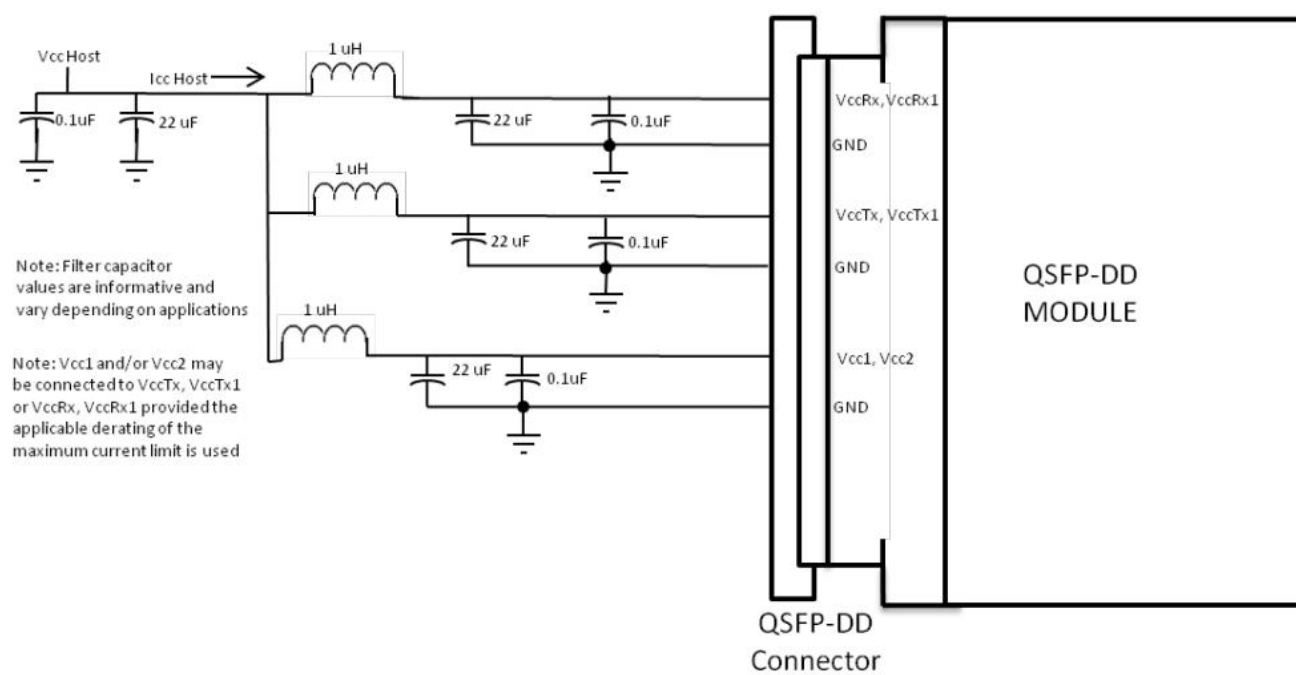 1 uH
Vcc Host
Icc Host
0.1uF
22 uF
22 uF
0.1uF
VccRx, VccRx1
GND
1 uH
VccTx, VccTx1
22 uF
0.1uF
GND
Note: Filter capacitor
values are informative and
vary depending on applications
QSFP-DD
MODULE
1 uH
Note: Vcc1 and/or Vcc2 may
be connected to VccTx, VccTx1
or VccRx, VccRx1 provided the
applicable derating of the
maximum current limit is used
22 uF
0.1uF
Vcc1, Vcc2
GND
QSFP-DD
Connector